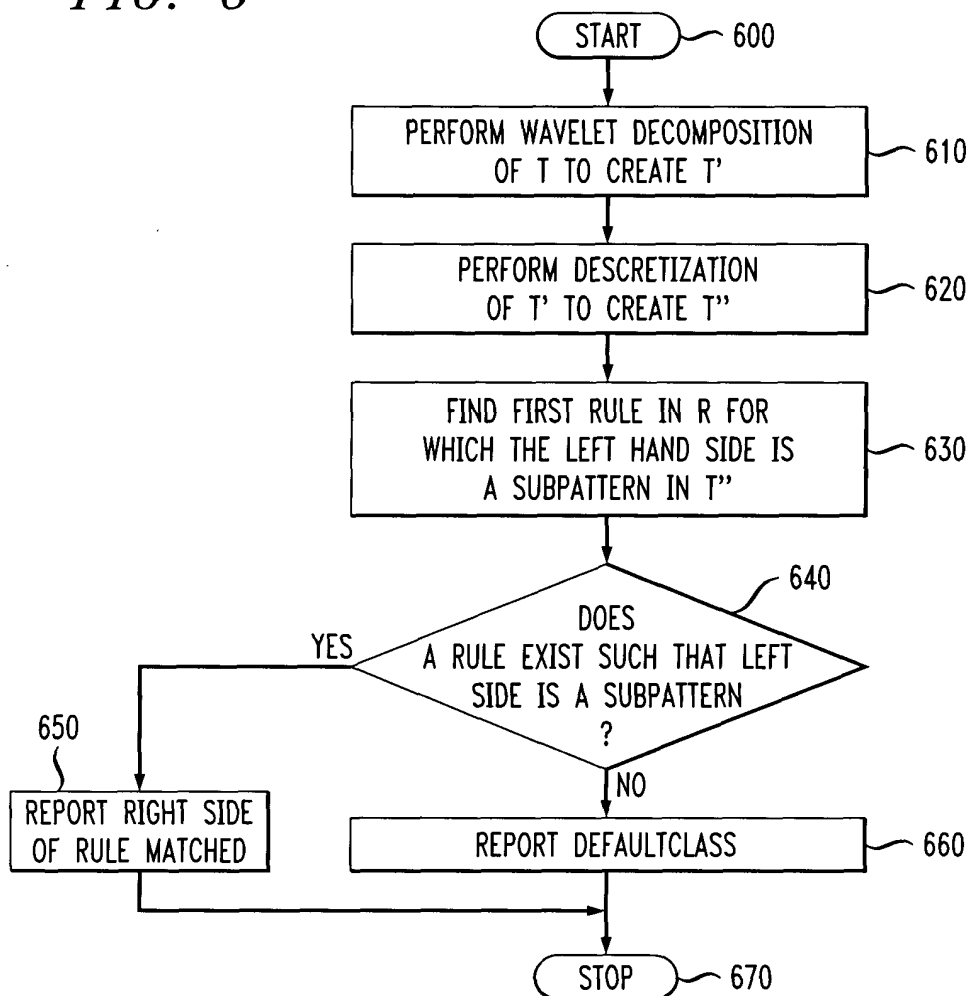 START
600
PERFORM WAVELET DECOMPOSITION
OF T TO CREATE T'
610
PERFORM DESCRETIZATION
OF T' TO CREATE T"
620
FIND FIRST RULE IN R FOR
WHICH THE LEFT HAND SIDE IS
A SUBPATTERN IN T"
630
640
DOES
A RULE EXIST SUCH THAT LEFT
SIDE IS A SUBPATTERN
?
YES
NO
650
REPORT RIGHT SIDE
OF RULE MATCHED
REPORT DEFAULTCLASS
660
STOP
670